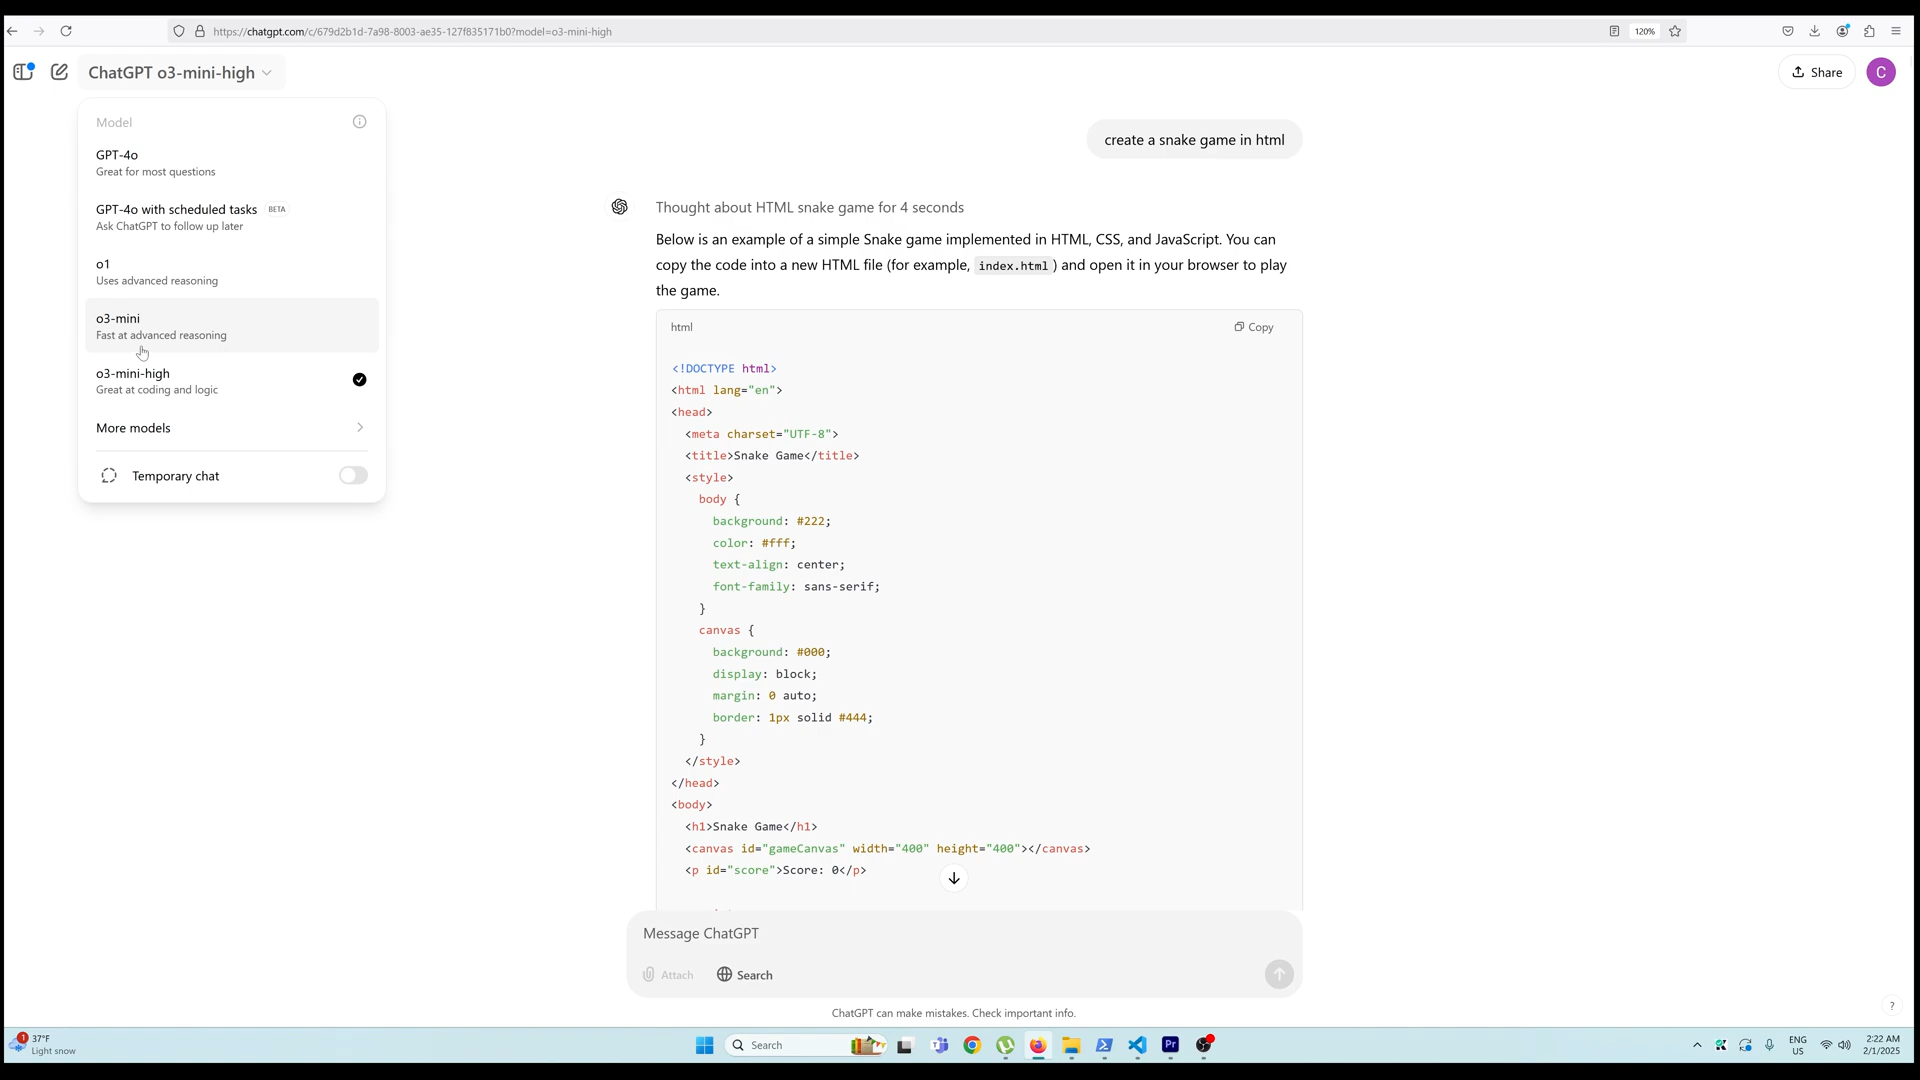 https://chatgpt.com/c/679d2b1d-7a98-8003-ae35-127f835171b0?model=o3-mini-high
120%
ChatGPT o3-mini-high
Share
C
Model
GPT-4o
Great for most questions
GPT-4o with scheduled tasks BETA
Ask ChatGPT to follow up later
o1
Uses advanced reasoning
o3-mini
Fast at advanced reasoning
o3-mini-high
Great at coding and logic
More models
Temporary chat
create a snake game in html
Thought about HTML snake game for 4 seconds
Below is an example of a simple Snake game implemented in HTML, CSS, and JavaScript. You can
copy the code into a new HTML file (for example, index.html) and open it in your browser to play
the game.
html
Copy
<!DOCTYPE html>
<html lang="en">
<head>
  <meta charset="UTF-8">
  <title>Snake Game</title>
  <style>
    body {
      background: #222;
      color: #fff;
      text-align: center;
      font-family: sans-serif;
    }
    canvas {
      background: #000;
      display: block;
      margin: 0 auto;
      border: 1px solid #444;
    }
  </style>
</head>
<body>
  <h1>Snake Game</h1>
  <canvas id="gameCanvas" width="400" height="400"></canvas>
  <p id="score">Score: 0</p>
Message ChatGPT
Attach
Search
ChatGPT can make mistakes. Check important info.
?
1
37°F
Light snow
Search
Pr
ENG
US
2:22 AM
2/1/2025